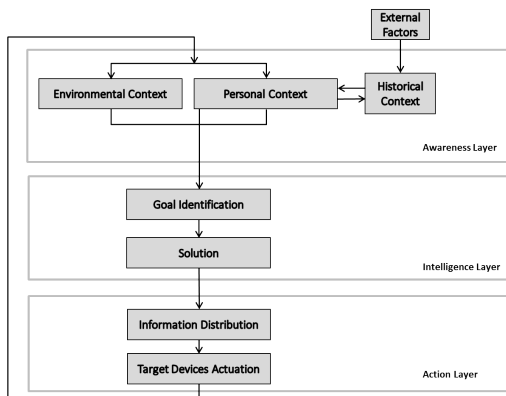 External
Factors
Environmental Context
Personal Context
Historical
Context
Awareness Layer
Goal Identification
Solution
Intelligence Layer
Information Distribution
Target Devices Actuation
Action Layer